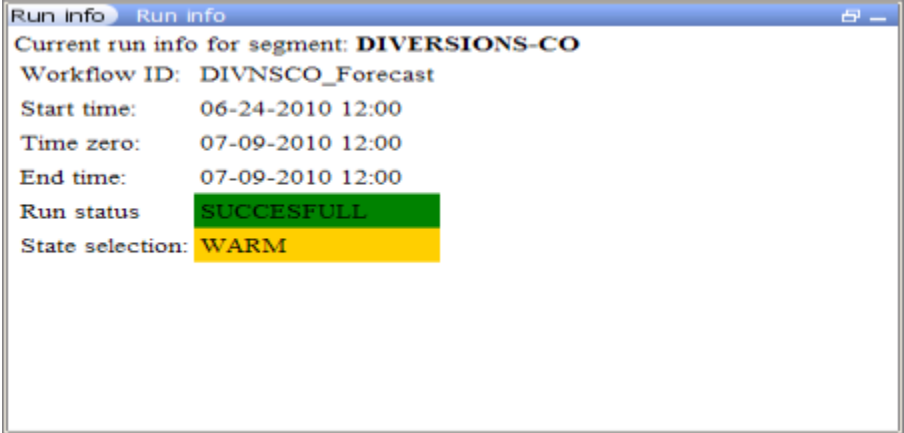 Run info Run info
Current run info for segment: DIVERSIONS-CO
Workflow ID: DIVNSCO_Forecast
Start time: 06-24-2010 12:00
Time zero: 07-09-2010 12:00
End time: 07-09-2010 12:00
Run status SUCCESFULL
State selection: WARM